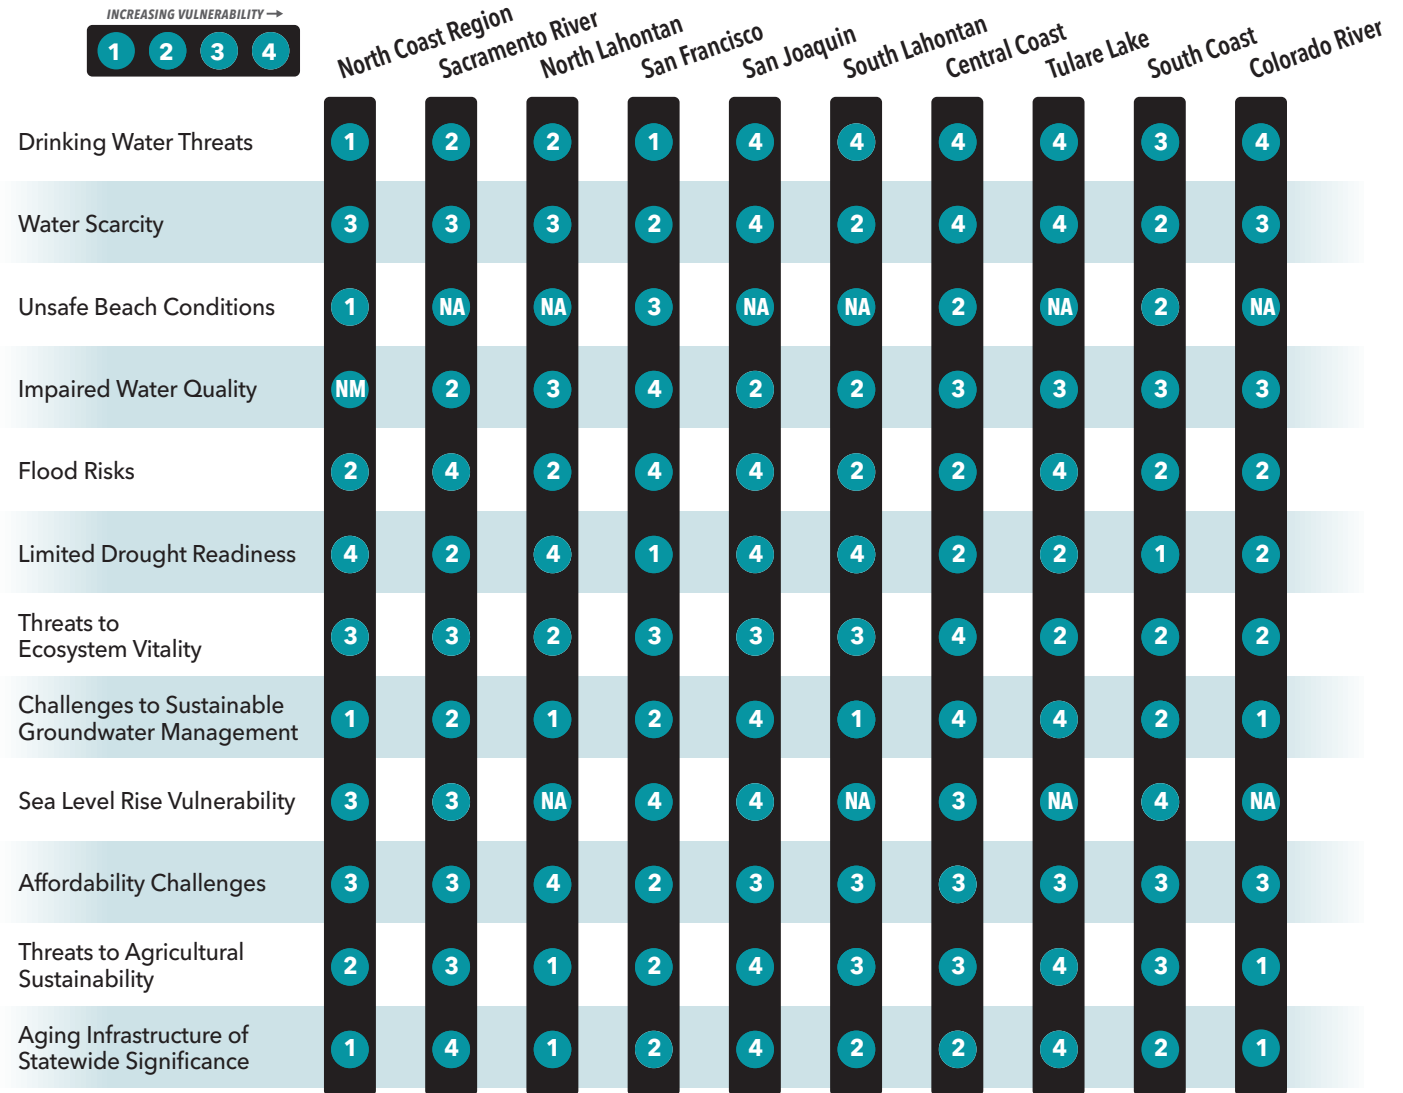 INCREASING VULNERABILITY →
1 2 3 4
North Coast Region Sacramento River North Lahontan San Francisco San Joaquin South Lahontan Central Coast Tulare Lake South Coast Colorado River
Drinking Water Threats 1 2 2 1 4 4 4 4 3 4
Water Scarcity 3 3 3 2 4 2 4 4 2 3
Unsafe Beach Conditions 1 NA NA 3 NA NA 2 NA 2 NA
Impaired Water Quality NM 2 3 4 2 2 3 3 3 3
Flood Risks 2 4 2 4 4 2 2 4 2 2
Limited Drought Readiness 4 2 4 1 4 4 2 2 1 2
Threats to
Ecosystem Vitality 3 3 2 3 3 3 4 2 2 2
Challenges to Sustainable
Groundwater Management 1 2 1 2 4 1 4 4 2 1
Sea Level Rise Vulnerability 3 3 NA 4 4 NA 3 NA 4 NA
Affordability Challenges 3 3 4 2 3 3 3 3 3 3
Threats to Agricultural
Sustainability 2 3 1 2 4 3 3 4 3 1
Aging Infrastructure of
Statewide Significance 1 4 1 2 4 2 2 4 2 1